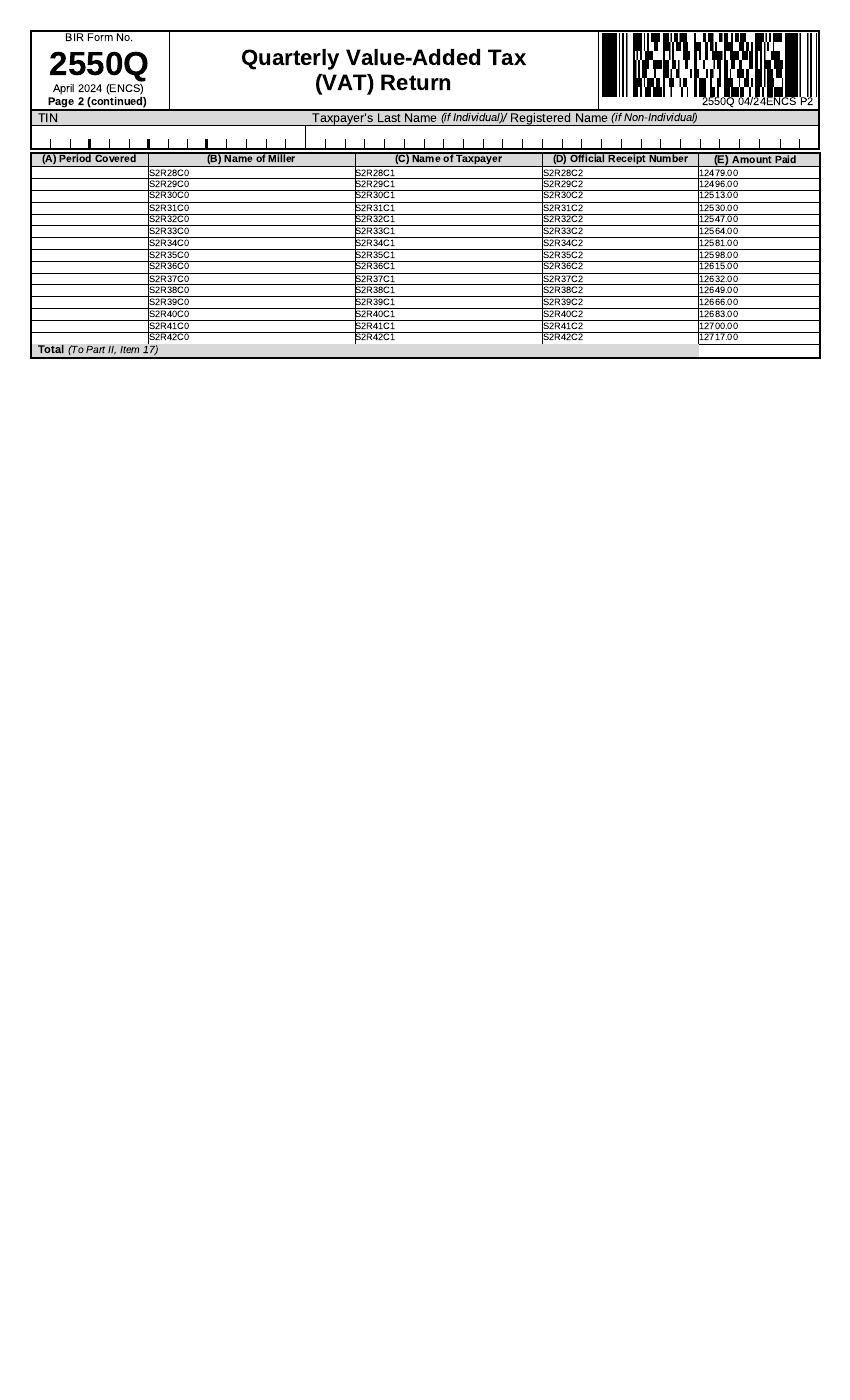 BIR Form No.
2550Q
April 2024 (ENCS)
Page 2 (continued)
Quarterly Value-Added Tax
(VAT) Return
2550Q 04/24ENCS P2
TIN Taxpayer's Last Name (if Individual)/ Registered Name (if Non-Individual)
(A) Period Covered (B) Name of Miller (C) Name of Taxpayer (D) Official Receipt Number (E) Amount Paid
S2R28C0 S2R28C1 S2R28C2 12479.00
S2R29C0 S2R29C1 S2R29C2 12496.00
S2R30C0 S2R30C1 S2R30C2 12513.00
S2R31C0 S2R31C1 S2R31C2 12530.00
S2R32C0 S2R32C1 S2R32C2 12547.00
S2R33C0 S2R33C1 S2R33C2 12564.00
S2R34C0 S2R34C1 S2R34C2 12581.00
S2R35C0 S2R35C1 S2R35C2 12598.00
S2R36C0 S2R36C1 S2R36C2 12615.00
S2R37C0 S2R37C1 S2R37C2 12632.00
S2R38C0 S2R38C1 S2R38C2 12649.00
S2R39C0 S2R39C1 S2R39C2 12666.00
S2R40C0 S2R40C1 S2R40C2 12683.00
S2R41C0 S2R41C1 S2R41C2 12700.00
S2R42C0 S2R42C1 S2R42C2 12717.00
Total (To Part II, Item 17)